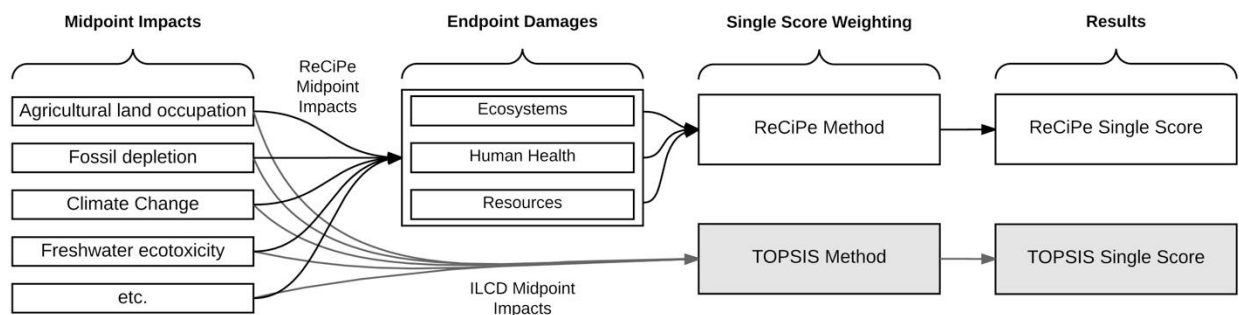 Midpoint Impacts
Endpoint Damages
Single Score Weighting
Results
ReCiPe
Midpoint
Impacts
Agricultural land occupation
Fossil depletion
Climate Change
Freshwater ecotoxicity
etc.
Ecosystems
Human Health
Resources
ReCiPe Method
ReCiPe Single Score
TOPSIS Method
TOPSIS Single Score
ILCD Midpoint
Impacts